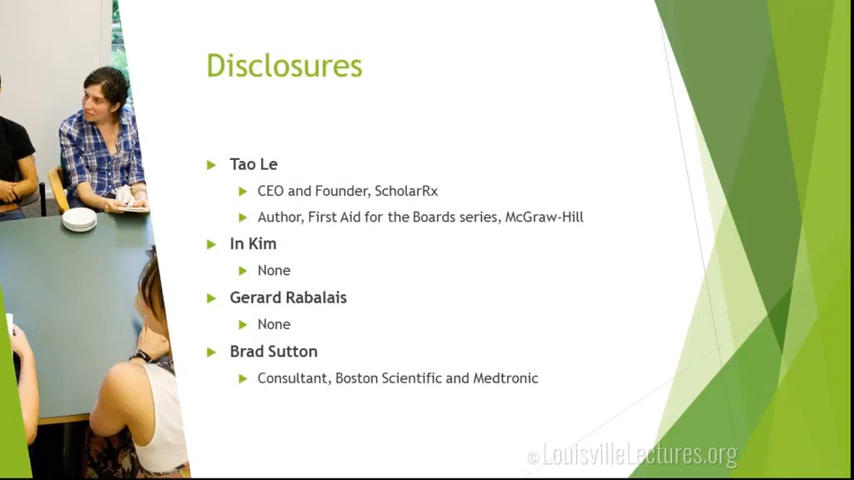 Disclosures
Tao Le
CEO and Founder, ScholarRx
Author, First Aid for the Boards series, McGraw-Hill
In Kim
None
Gerard Rabalais
None
Brad Sutton
Consultant, Boston Scientific and Medtronic
© LouisvilleLectures.org